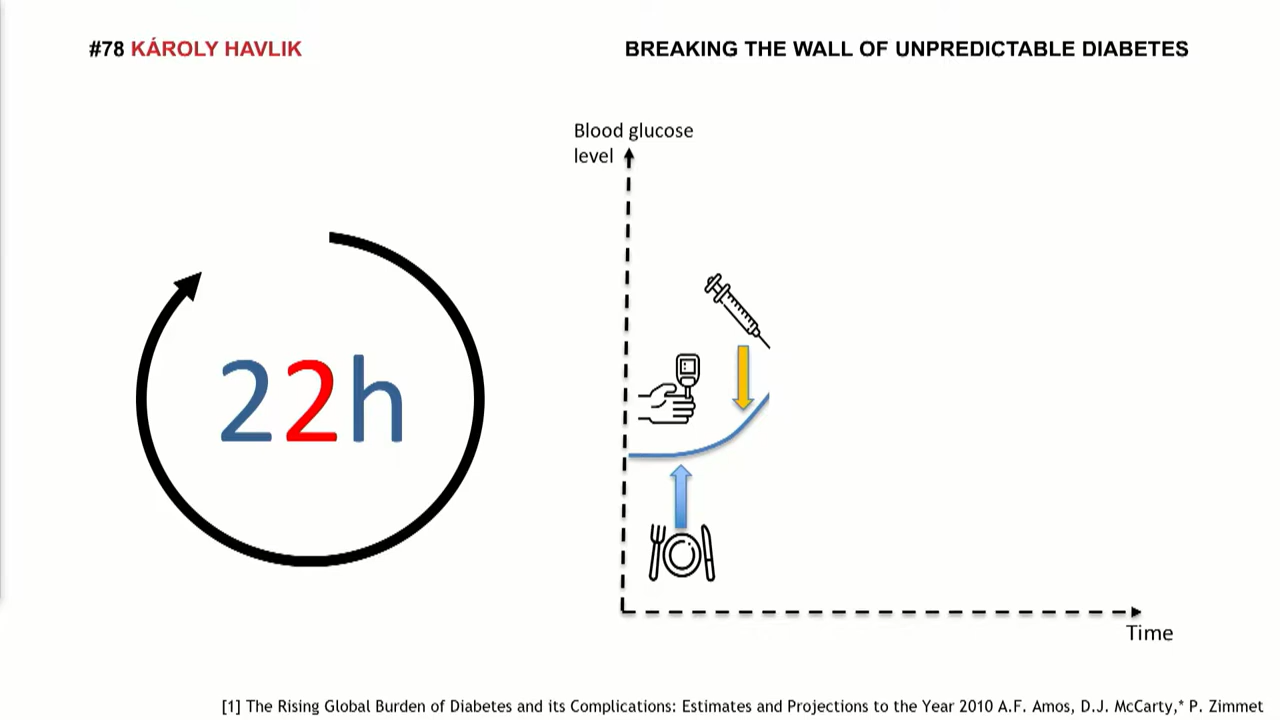 #78 KÁROLY HAVLIK
BREAKING THE WALL OF UNPREDICTABLE DIABETES
Blood glucose
level
22h
Time
[1] The Rising Global Burden of Diabetes and its Complications: Estimates and Projections to the Year 2010 A.F. Amos, D.J. McCarty,* P. Zimmet